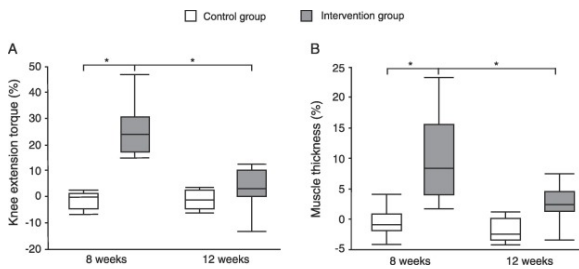 Control group
Intervention group
A
Knee extension torque (%)
50
40
30
20
10
0
-10
-20
*
*
8 weeks
12 weeks
B
Muscle thickness (%)
25
20
15
10
5
0
-5
*
*
8 weeks
12 weeks